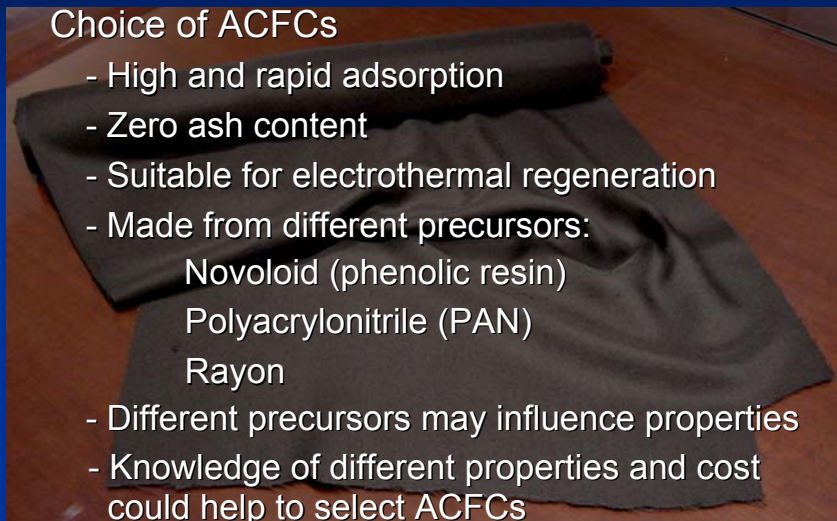 Choice of ACFCs
- High and rapid adsorption
- Zero ash content
- Suitable for electrothermal regeneration
- Made from different precursors:
Novoloid (phenolic resin)
Polyacrylonitrile (PAN)
Rayon
- Different precursors may influence properties
- Knowledge of different properties and cost
could help to select ACFCs